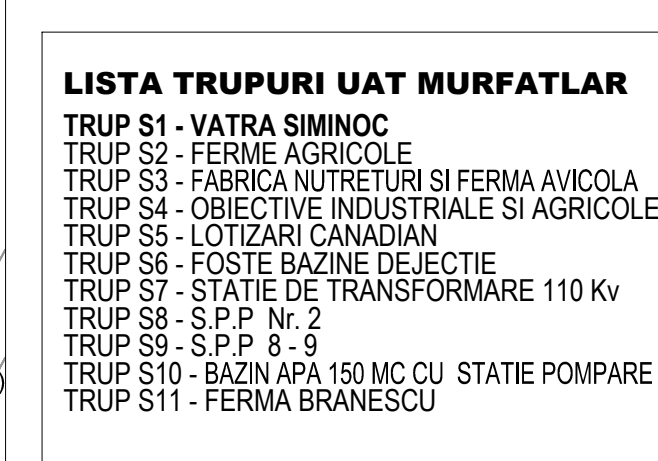 LISTA TRUPURI UAT MURFATLAR
TRUP S1 - VATRA SIMINOC
TRUP S2 - FERME AGRICOLE
TRUP S3 - FABRICA NUTRETURI SI FERMA AVICOLA
TRUP S4 - OBIECTIVE INDUSTRIALE SI AGRICOLE
TRUP S5 - LOTIZARI CANADIAN
TRUP S6 - FOSTE BAZINE DEJECTIE
TRUP S7 - STATIE DE TRANSFORMARE 110 Kv
TRUP S8 - S.P.P Nr. 2
TRUP S9 - S.P.P 8 - 9
TRUP S10 - BAZIN APA 150 MC CU STATIE POMPARE
TRUP S11 - FERMA BRANESCU